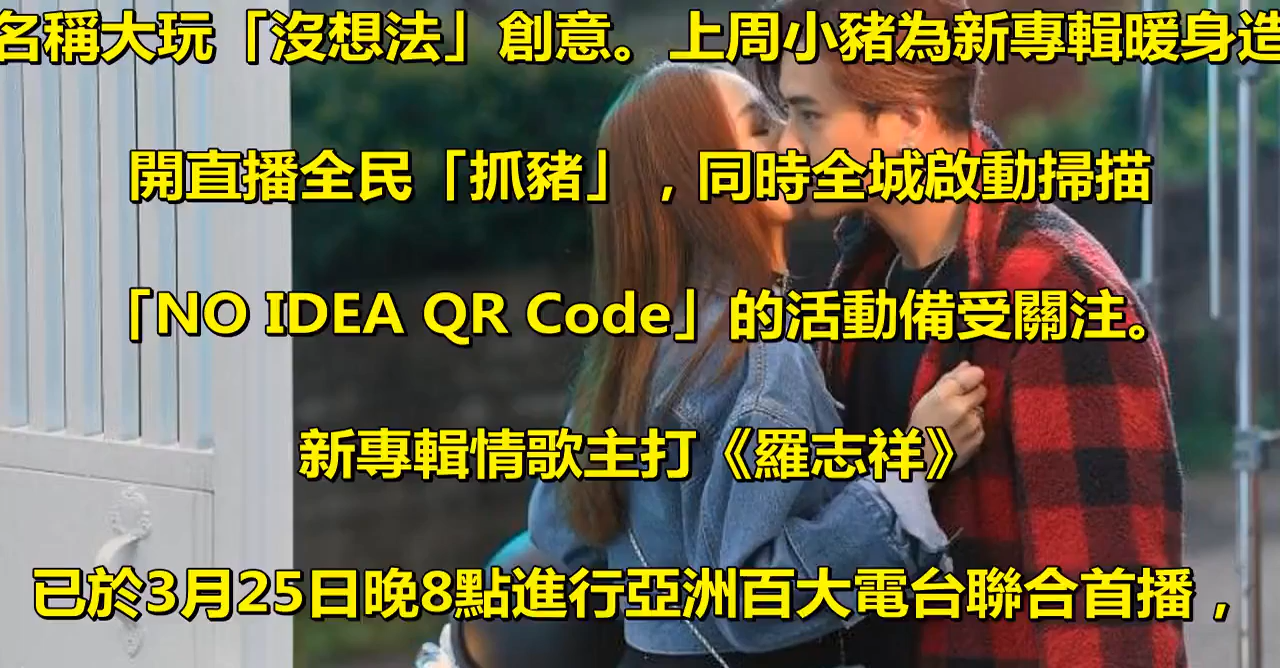 名稱大玩「沒想法」創意。上周小豬為新專輯暖身造
開直播全民「抓豬」，同時全城啟動掃描
「NO IDEA QR Code」的活動備受關注。
新專輯情歌主打《羅志祥》
已於3月25日晚8點進行亞洲百大電台聯合首播，